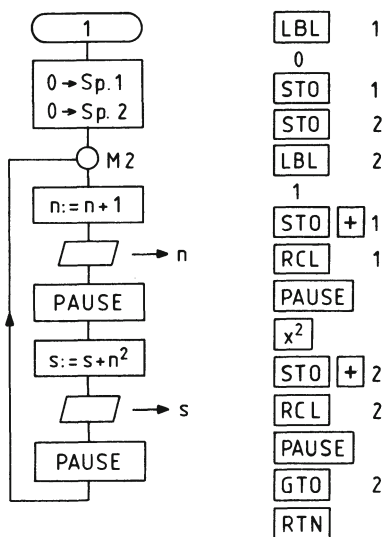 1
0 → Sp. 1
0 → Sp. 2
M2
n:= n + 1
→ n
PAUSE
s:= s + n²
→ s
PAUSE
LBL 1
0
STO 1
STO 2
LBL 2
1
STO + 1
RCL 1
PAUSE
x²
STO + 2
RCL 2
PAUSE
GTO 2
RTN